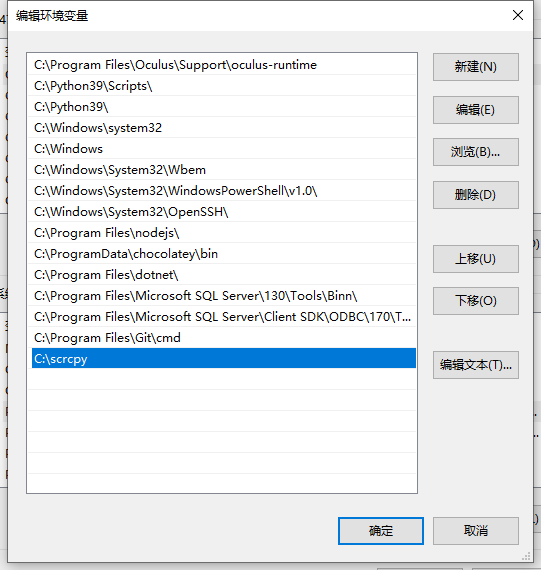 编辑环境变量
C:\Program Files\Oculus\Support\oculus-runtime
C:\Python39\Scripts\
C:\Python39\
C:\Windows\system32
C:\Windows
C:\Windows\System32\Wbem
C:\Windows\System32\WindowsPowerShell\v1.0\
C:\Windows\System32\OpenSSH\
C:\Program Files\nodejs\
C:\ProgramData\chocolatey\bin
C:\Program Files\dotnet\
C:\Program Files\Microsoft SQL Server\130\Tools\Binn\
C:\Program Files\Microsoft SQL Server\Client SDK\ODBC\170\T...
C:\Program Files\Git\cmd
C:\scrcpy
新建(N)
编辑(E)
浏览(B)...
删除(D)
上移(U)
下移(O)
编辑文本(T)...
确定
取消